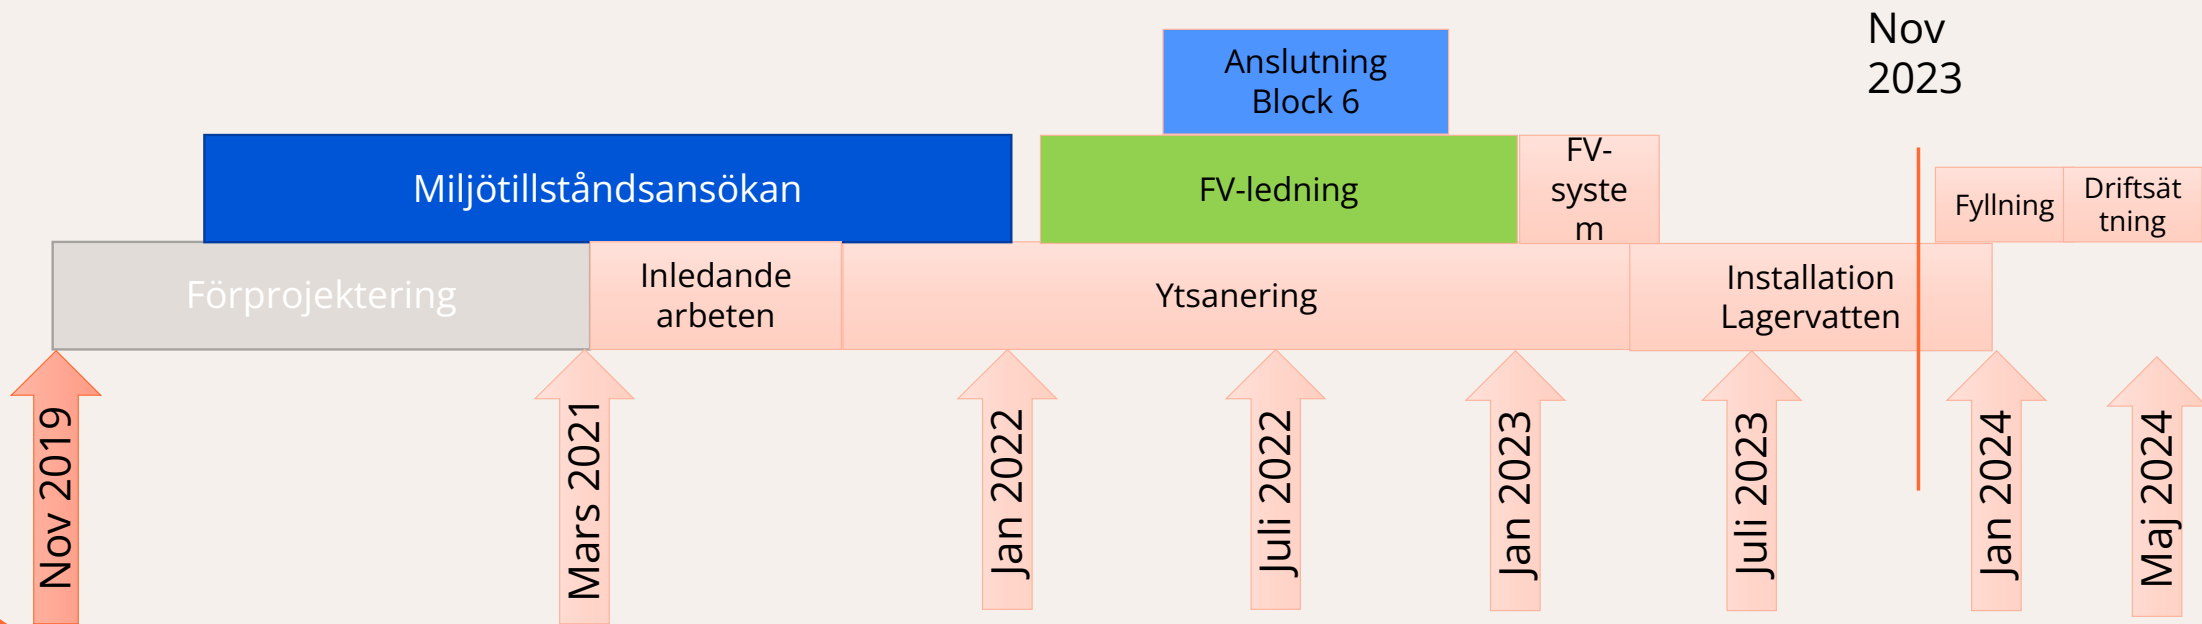 Nov
2023
Anslutning
Block 6
Miljötillståndsansökan
FV-ledning
FV-
syste
m
Fyllning
Driftsät
tning
Förprojektering
Inledande
arbeten
Ytsanering
Installation
Lagervatten
Nov 2019
Mars 2021
Jan 2022
Juli 2022
Jan 2023
Juli 2023
Jan 2024
Maj 2024